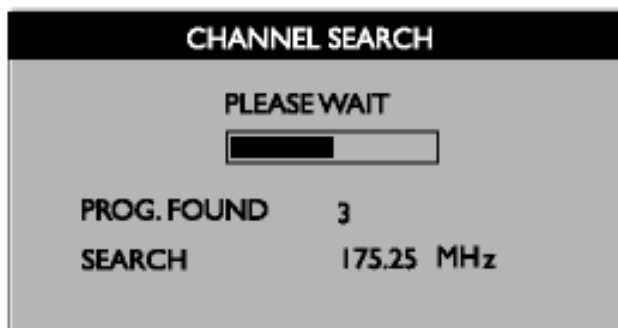 CHANNEL SEARCH
PLEASE WAIT
PROG. FOUND 3
SEARCH 175.25 MHz